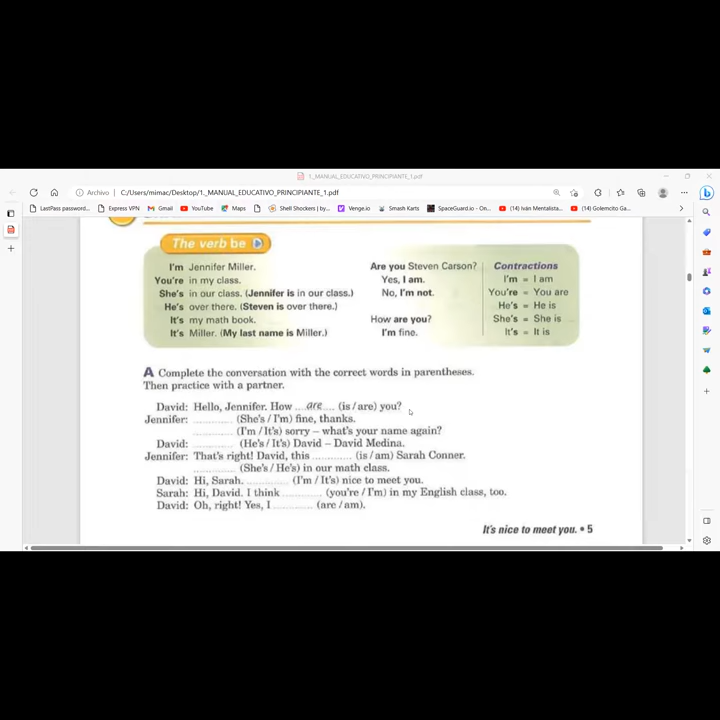 1._MANUAL_EDUCATIVO_PRINCIPIANTE_1.pdf
Archivo | C:/Users/mimac/Desktop/1._MANUAL_EDUCATIVO_PRINCIPIANTE_1.pdf
LastPass password... Express VPN Gmail YouTube Maps Shell Shockers | by... Venge.io Smash Karts SpaceGuard.io - On... (14) Iván Mentalista... (14) Golemcito Ga...
The verb be
I'm Jennifer Miller.
You're in my class.
She's in our class. (Jennifer is in our class.)
He's over there. (Steven is over there.)
It's my math book.
It's Miller. (My last name is Miller.)
Are you Steven Carson?
Yes, I am.
No, I'm not.
How are you?
I'm fine.
Contractions
I'm = I am
You're = You are
He's = He is
She's = She is
It's = It is
A Complete the conversation with the correct words in parentheses.
Then practice with a partner.
David: Hello, Jennifer. How ....are.... (is / are) you?
Jennifer: ............ (She's / I'm) fine, thanks.
............ (I'm / It's) sorry – what's your name again?
David: ............ (He's / It's) David – David Medina.
Jennifer: That's right! David, this ............ (is / am) Sarah Conner.
............ (She's / He's) in our math class.
David: Hi, Sarah. ............ (I'm / It's) nice to meet you.
Sarah: Hi, David. I think ............ (you're / I'm) in my English class, too.
David: Oh, right! Yes, I ............ (are / am).
It's nice to meet you. • 5